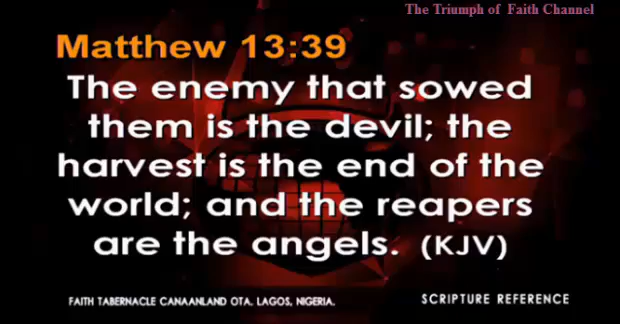 The Triumph of Faith Channel
Matthew 13:39
The enemy that sowed
them is the devil; the
harvest is the end of the
world; and the reapers
are the angels. (KJV)
FAITH TABERNACLE CANAANLAND OTA. LAGOS, NIGERIA.
SCRIPTURE REFERENCE